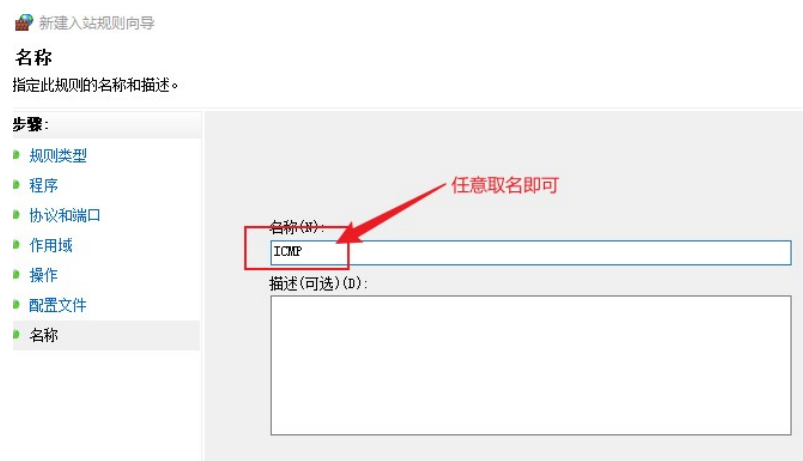 新建入站规则向导
名称
指定此规则的名称和描述。
步骤:
规则类型
程序
协议和端口
作用域
操作
配置文件
名称
任意取名即可
名称(N):
ICMP
描述(可选)(D):